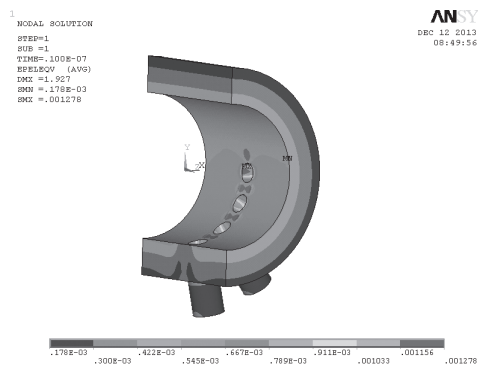 1
NODAL SOLUTION
STEP=1
SUB =1
TIME=.100E-07
EPELEQV (AVG)
DMX =1.927
SMN =.178E-03
SMX =.001278
ANSY
DEC 12 2013
08:49:56
Y
X
MN
.178E-03 .422E-03 .667E-03 .911E-03 .001156
.300E-03 .545E-03 .789E-03 .001033 .001278